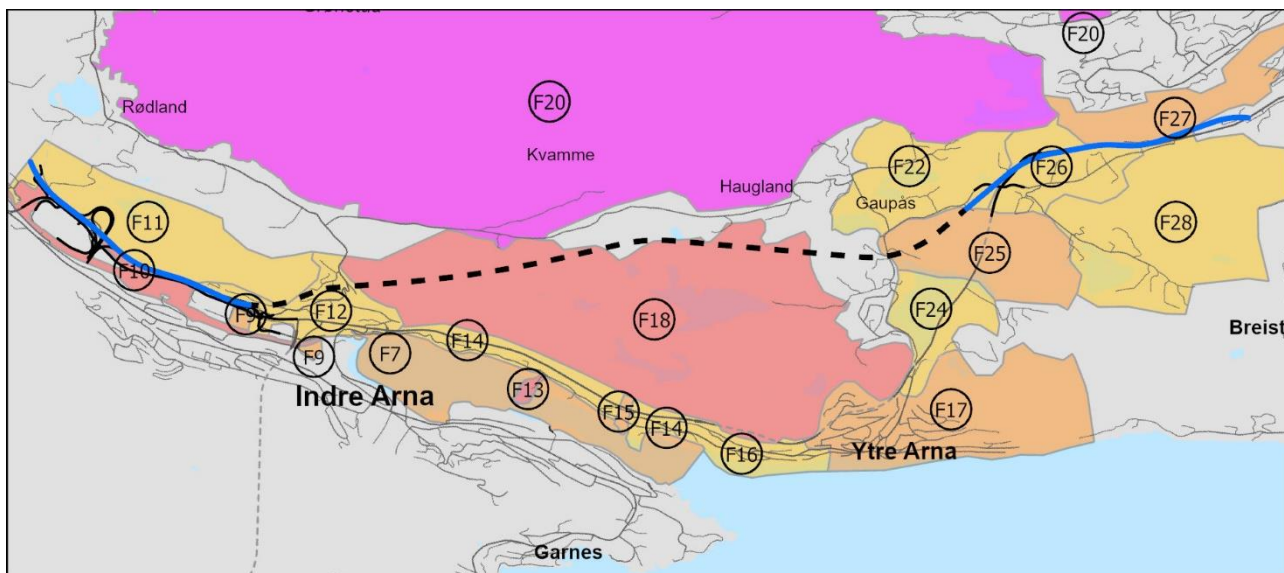 F20
F20
Rødland
F27
Kvamme
F22
F26
Haugland
Gaupås
F11
F28
F25
F10
F9
F12
F24
F18
Breist
F14
F9
F7
F13
Indre Arna
F15
F14
F17
F16
Ytre Arna
Garnes